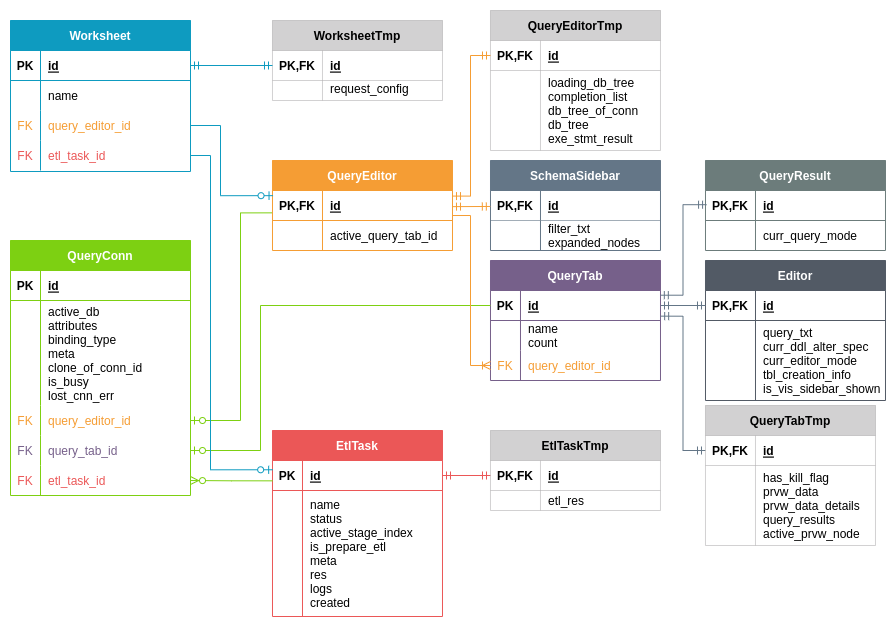 Worksheet
PK id
name
FK query_editor_id
FK etl_task_id
WorksheetTmp
PK,FK id
request_config
QueryEditorTmp
PK,FK id
loading_db_tree
completion_list
db_tree_of_conn
db_tree
exe_stmt_result
QueryEditor
PK,FK id
active_query_tab_id
SchemaSidebar
PK,FK id
filter_txt
expanded_nodes
QueryResult
PK,FK id
curr_query_mode
QueryConn
PK id
active_db
attributes
binding_type
meta
clone_of_conn_id
is_busy
lost_cnn_err
FK query_editor_id
FK query_tab_id
FK etl_task_id
QueryTab
PK id
name
count
FK query_editor_id
Editor
PK,FK id
query_txt
curr_ddl_alter_spec
curr_editor_mode
tbl_creation_info
is_vis_sidebar_shown
EtlTask
PK id
name
status
active_stage_index
is_prepare_etl
meta
res
logs
created
EtlTaskTmp
PK,FK id
etl_res
QueryTabTmp
PK,FK id
has_kill_flag
prvw_data
prvw_data_details
query_results
active_prvw_node